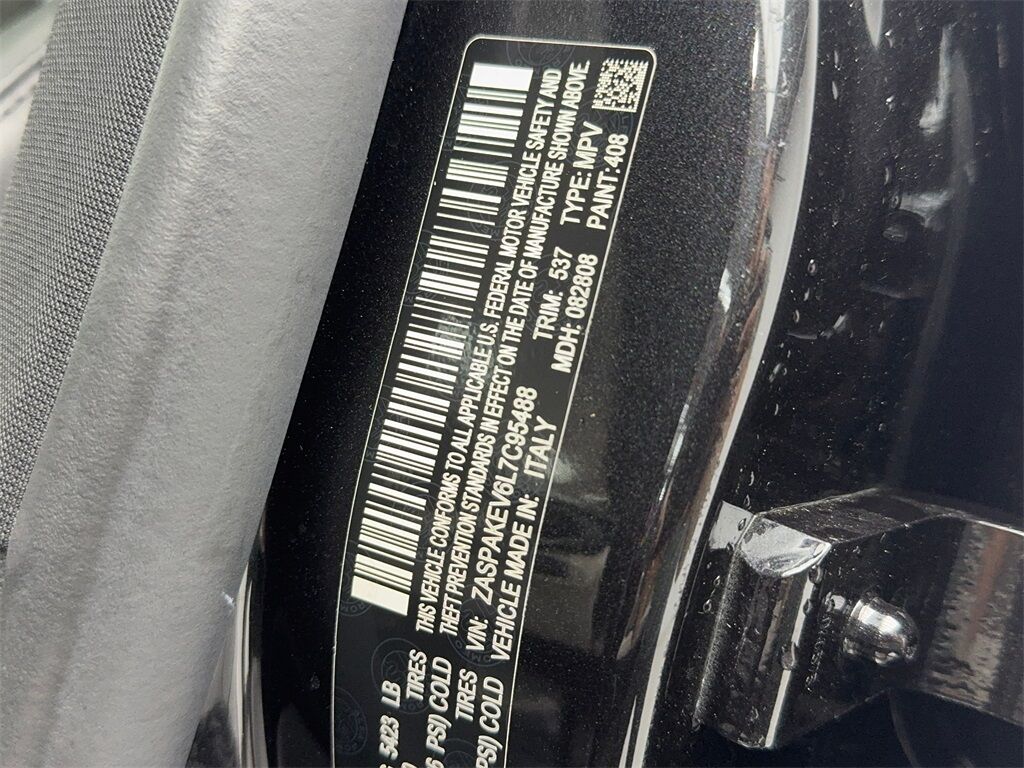 5423 LB
TIRES
PSI) COLD
TIRES
PSI) COLD
THIS VEHICLE CONFORMS TO ALL APPLICABLE U.S. FEDERAL MOTOR VEHICLE SAFETY AND
THEFT PREVENTION STANDARDS IN EFFECT ON THE DATE OF MANUFACTURE SHOWN ABOVE.
VIN: ZASPAKEV6L7C95488 TRIM: 537 TYPE: MPV
VEHICLE MADE IN: ITALY MDH: 082808 PAINT: 408